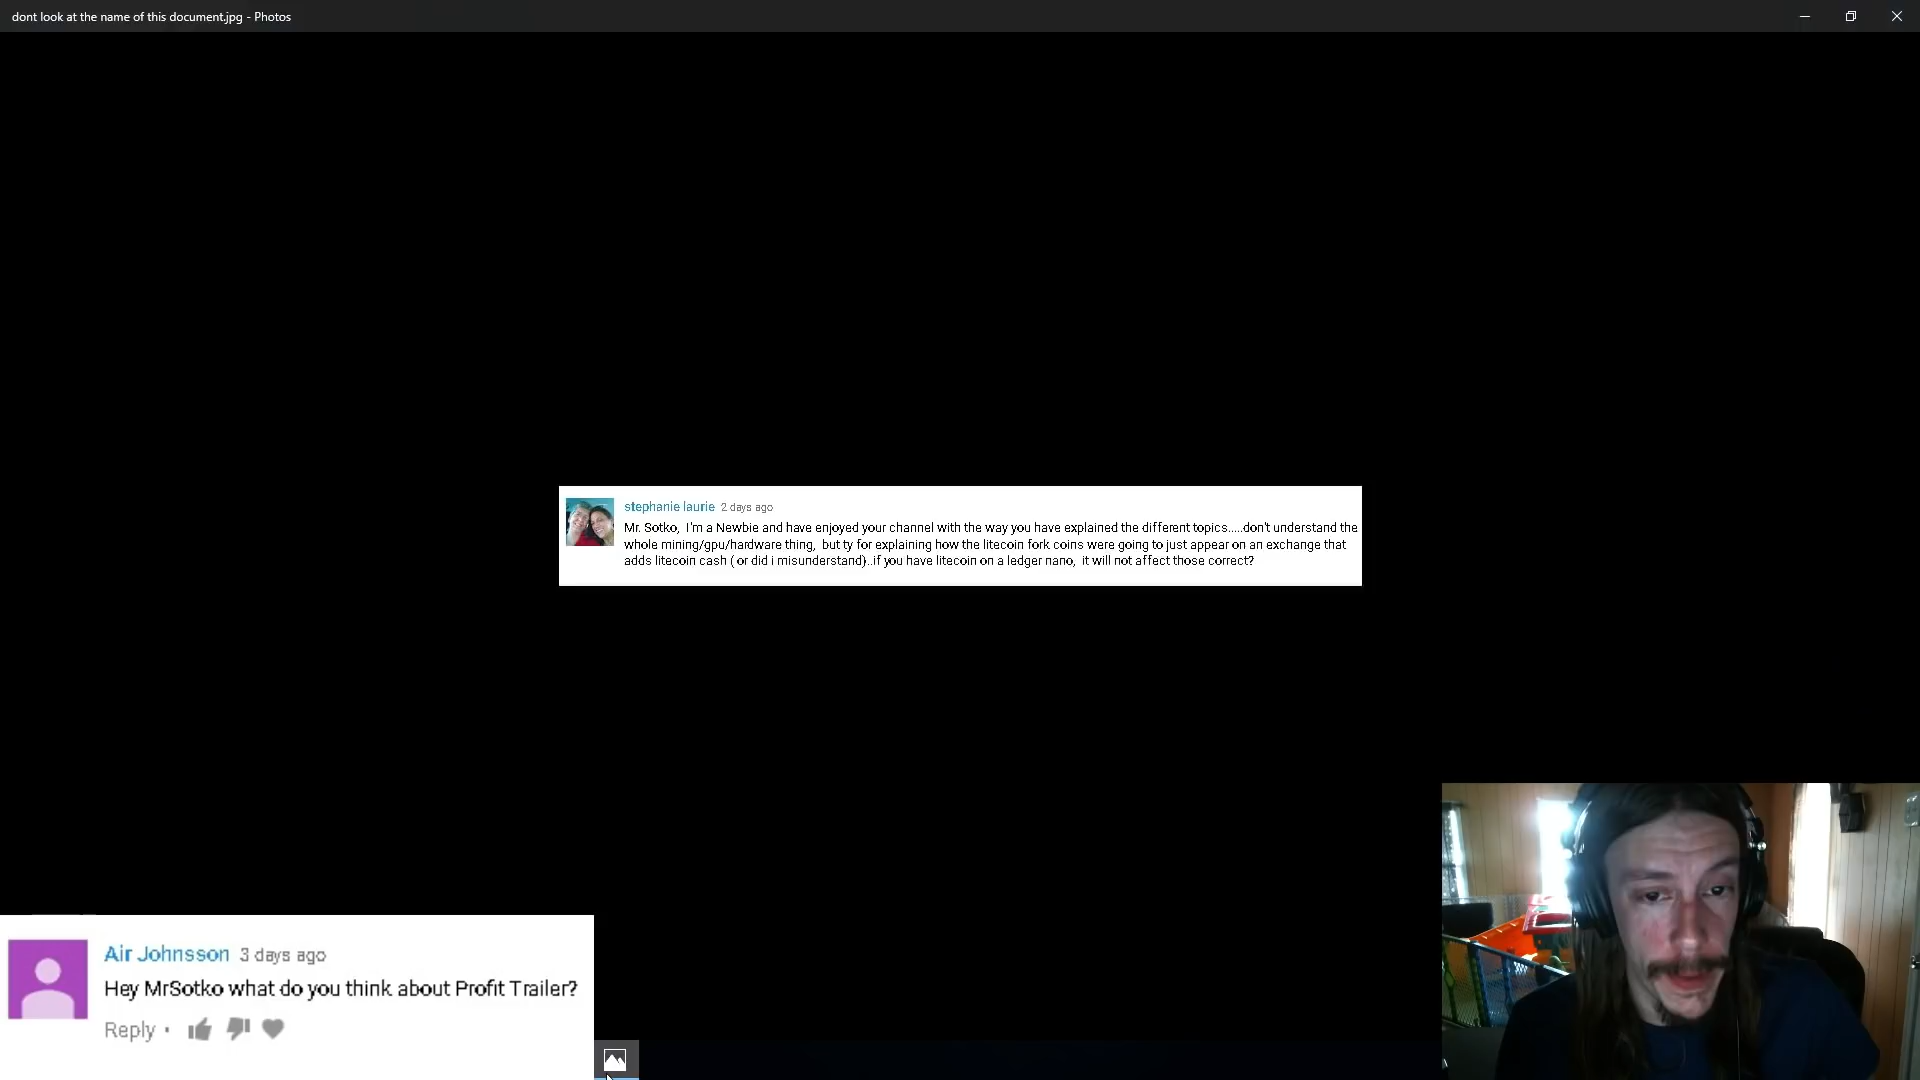 dont look at the name of this document.jpg - Photos
stephanie laurie 2 days ago
Mr. Sotko, I'm a Newbie and have enjoyed your channel with the way you have explained the different topics.....don't understand the
whole mining/gpu/hardware thing, but ty for explaining how the litecoin fork coins were going to just appear on an exchange that
adds litecoin cash ( or did i misunderstand)..if you have litecoin on a ledger nano, it will not affect those correct?
Air Johnsson 3 days ago
Hey MrSotko what do you think about Profit Trailer?
Reply •